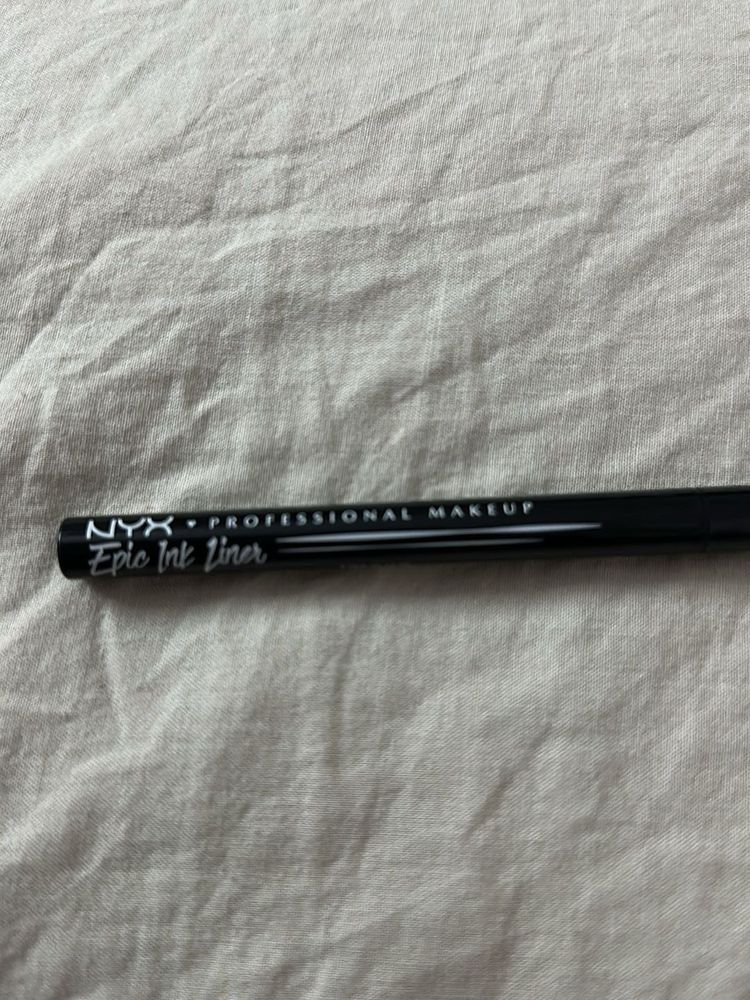 NYX ♥ PROFESSIONAL MAKEUP
Epic Ink Liner